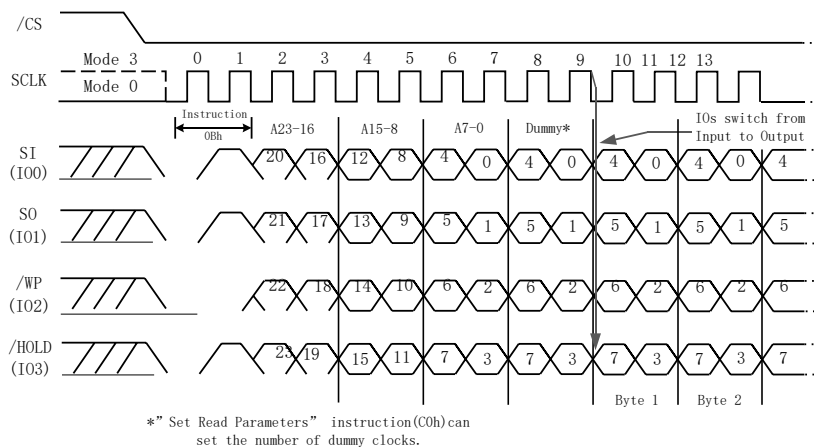 /CS
Mode 3 0 1 2 3 4 5 6 7 8 9 10 11 12 13
SCLK
Mode 0
Instruction
0Bh
A23-16 A15-8 A7-0 Dummy*
IOs switch from
Input to Output
SI
(IO0)
20 16 12 8 4 0 4 0 4 0 4 0 4
SO
(IO1)
21 17 13 9 5 1 5 1 5 1 5 1 5
/WP
(IO2)
22 18 14 10 6 2 6 2 6 2 6 2 6
/HOLD
(IO3)
23 19 15 11 7 3 7 3 7 3 7 3 7
Byte 1 Byte 2
*” Set Read Parameters” instruction(C0h)can
set the number of dummy clocks.